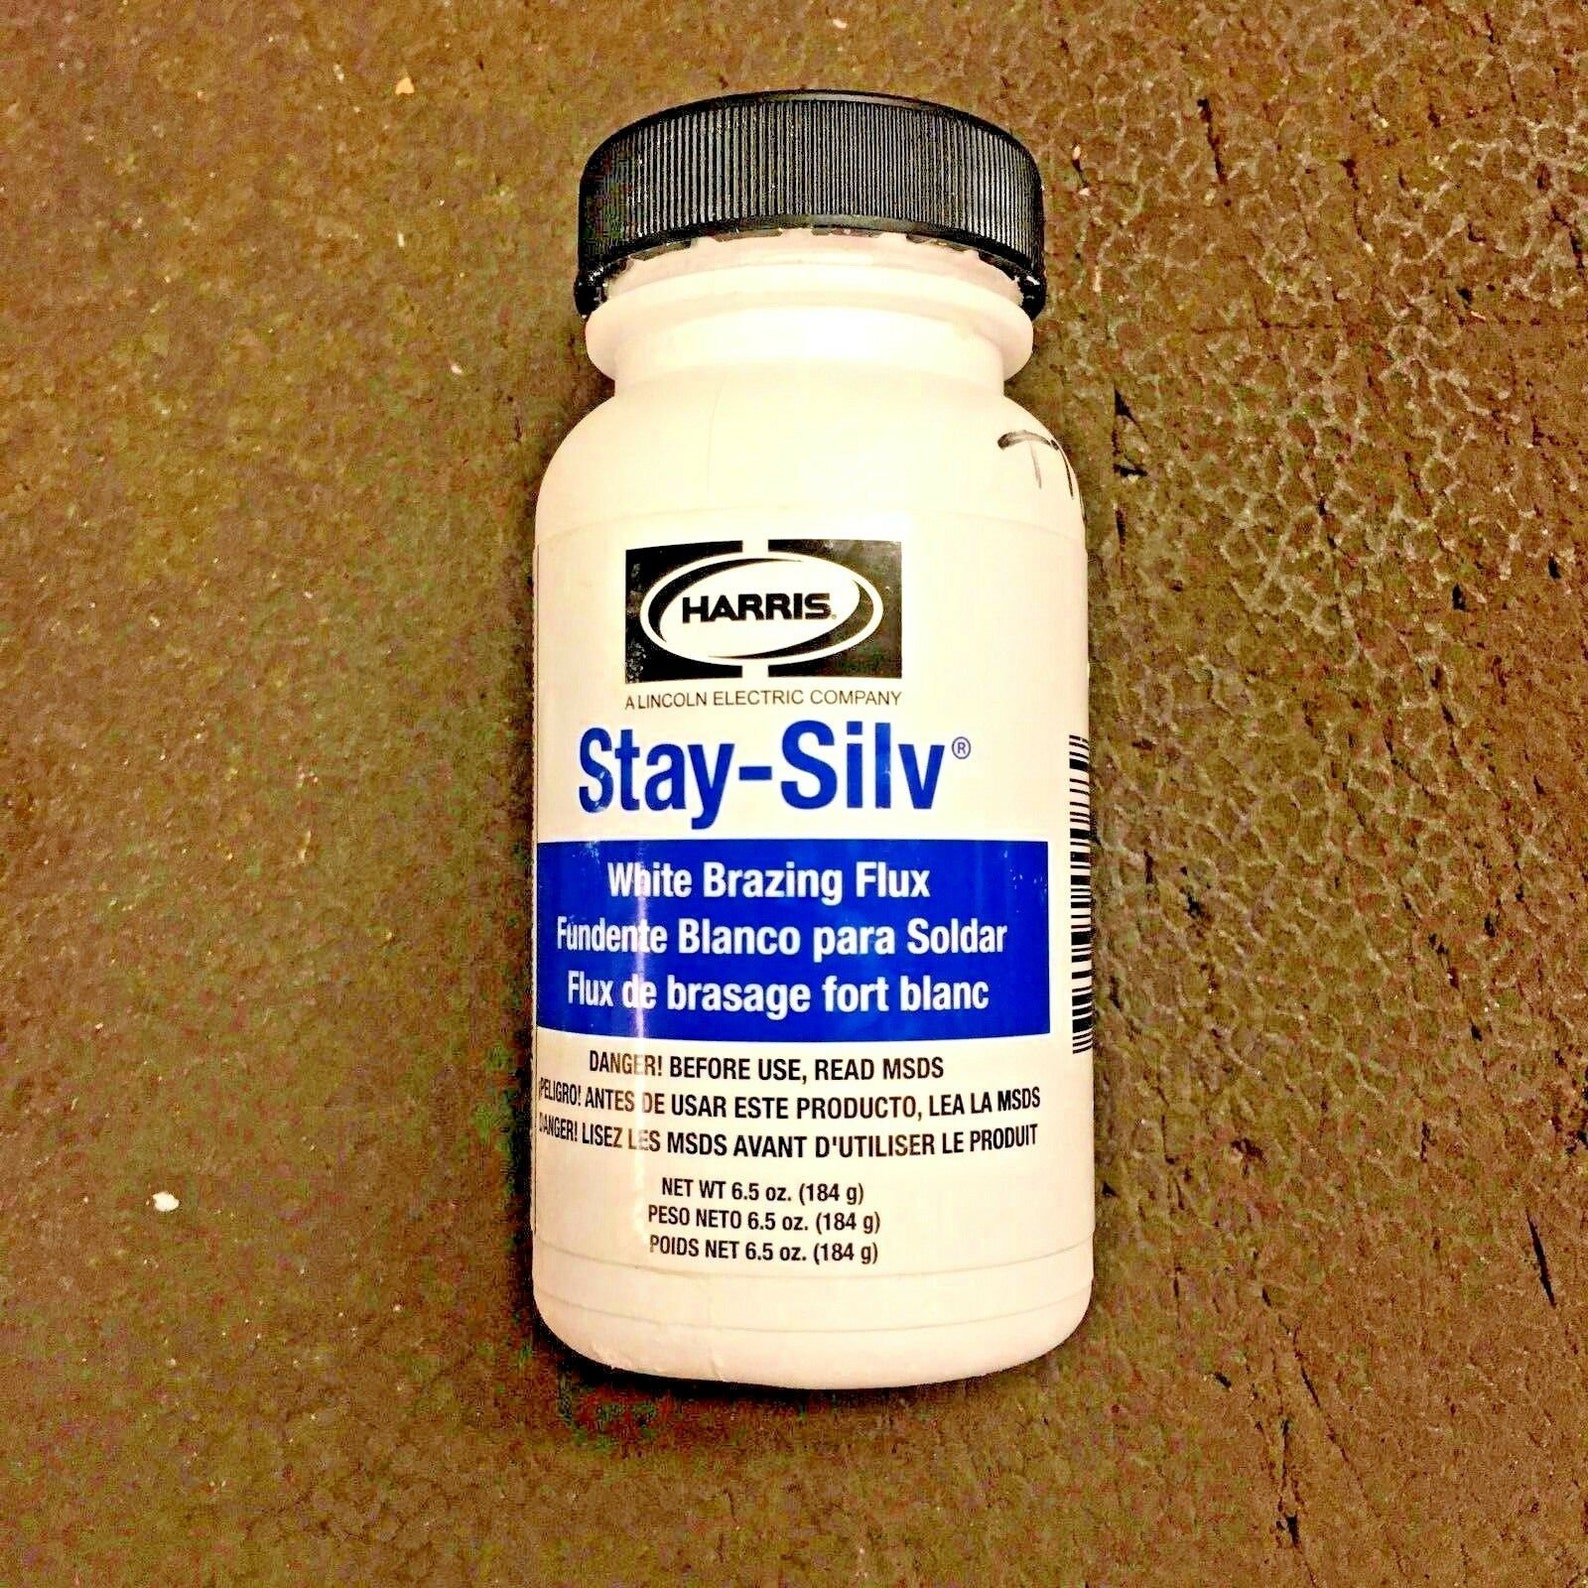 HARRIS®
A LINCOLN ELECTRIC COMPANY
Stay-Silv®
White Brazing Flux
Fundente Blanco para Soldar
Flux de brasage fort blanc
DANGER! BEFORE USE, READ MSDS
¡PELIGRO! ANTES DE USAR ESTE PRODUCTO, LEA LA MSDS
DANGER! LISEZ LES MSDS AVANT D'UTILISER LE PRODUIT
NET WT 6.5 oz. (184 g)
PESO NETO 6.5 oz. (184 g)
POIDS NET 6.5 oz. (184 g)